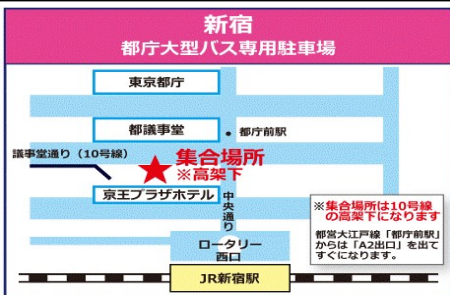 新宿
都庁大型バス専用駐車場
東京都庁
都議事堂
都庁前駅
議事堂通り（10号線）
集合場所
※高架下
京王プラザホテル
中央通り
※集合場所は10号線
の高架下になります
都営大江戸線「都庁前駅」
からは「A2出口」を出て
すぐになります。
ロータリー
西口
JR新宿駅